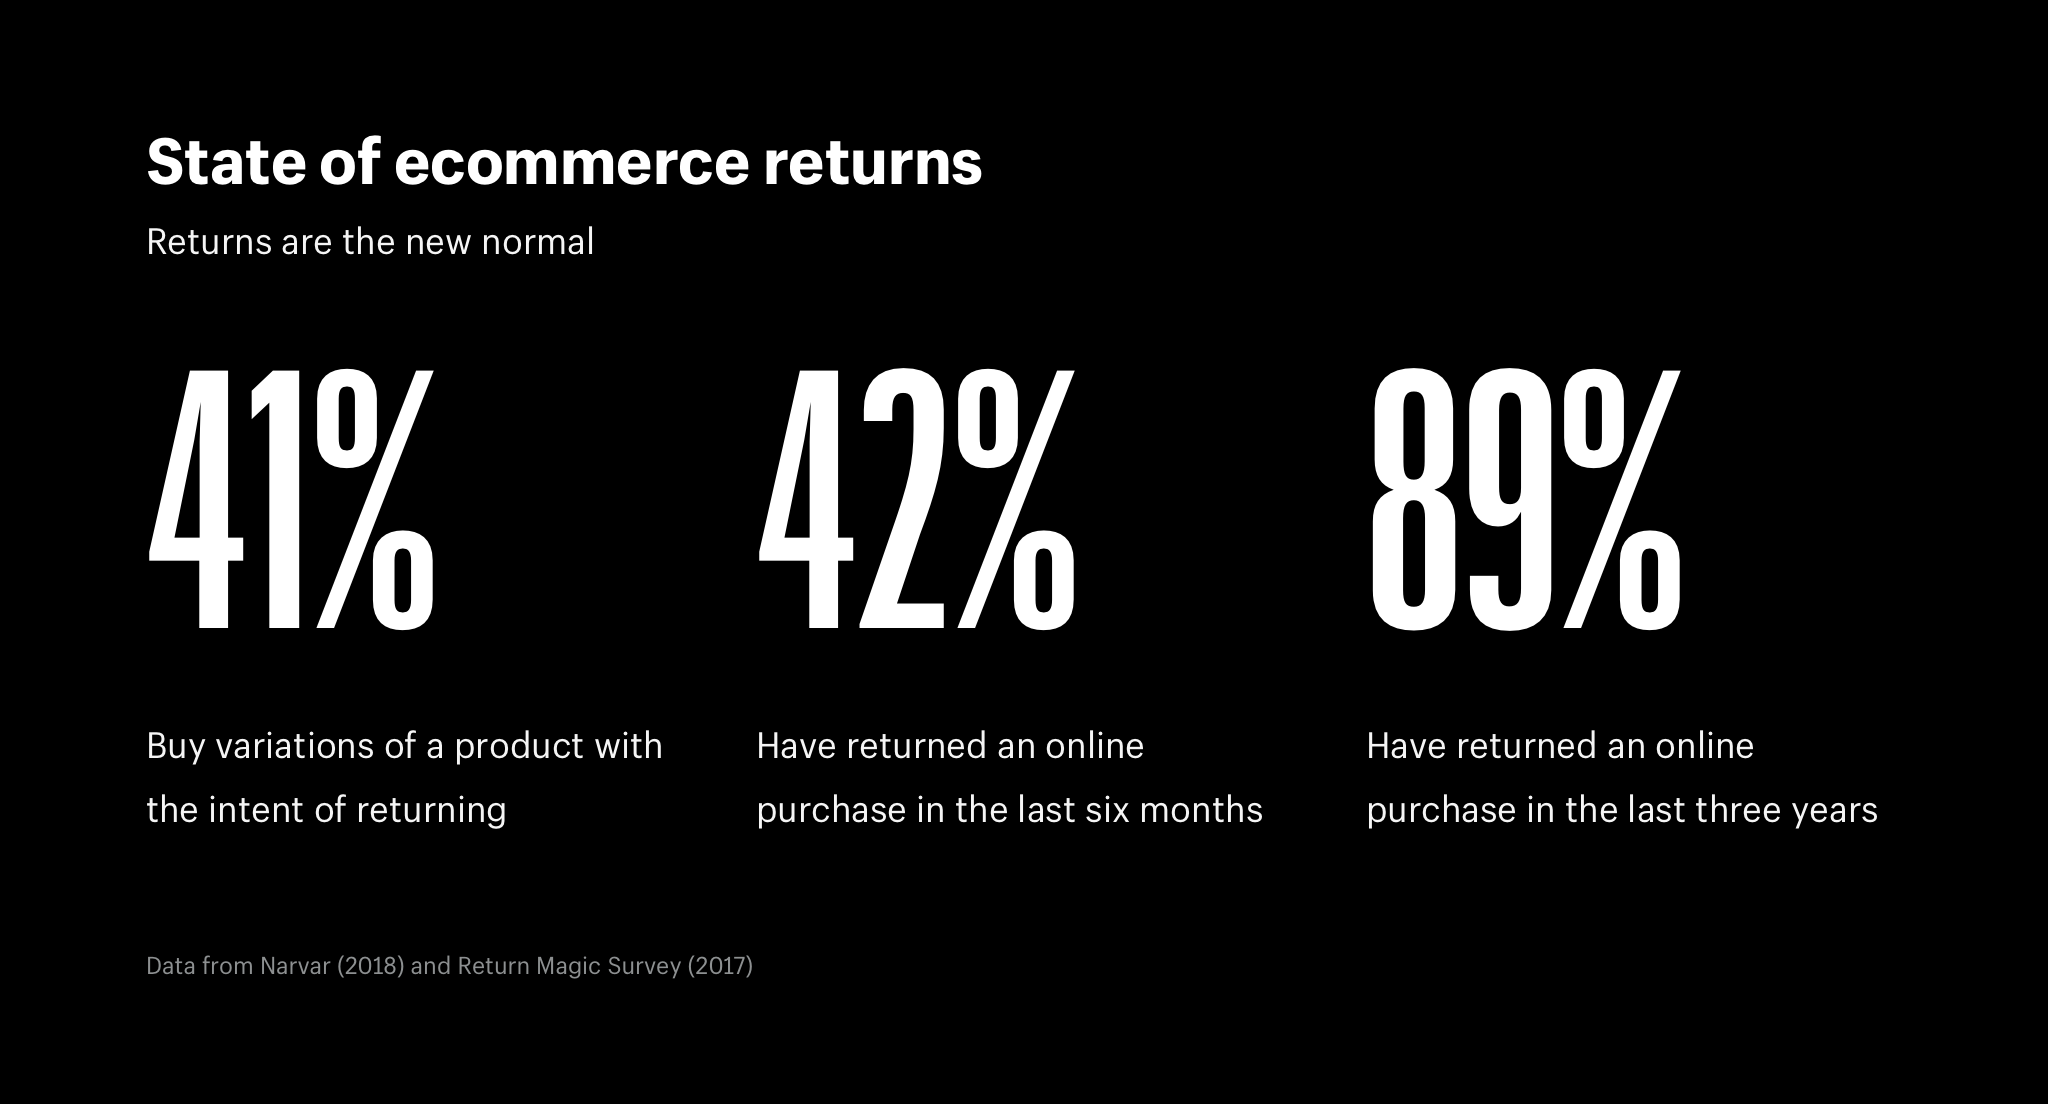 State of ecommerce returns
Returns are the new normal
41%
Buy variations of a product with
the intent of returning
42%
Have returned an online
purchase in the last six months
89%
Have returned an online
purchase in the last three years
Data from Narvar (2018) and Return Magic Survey (2017)